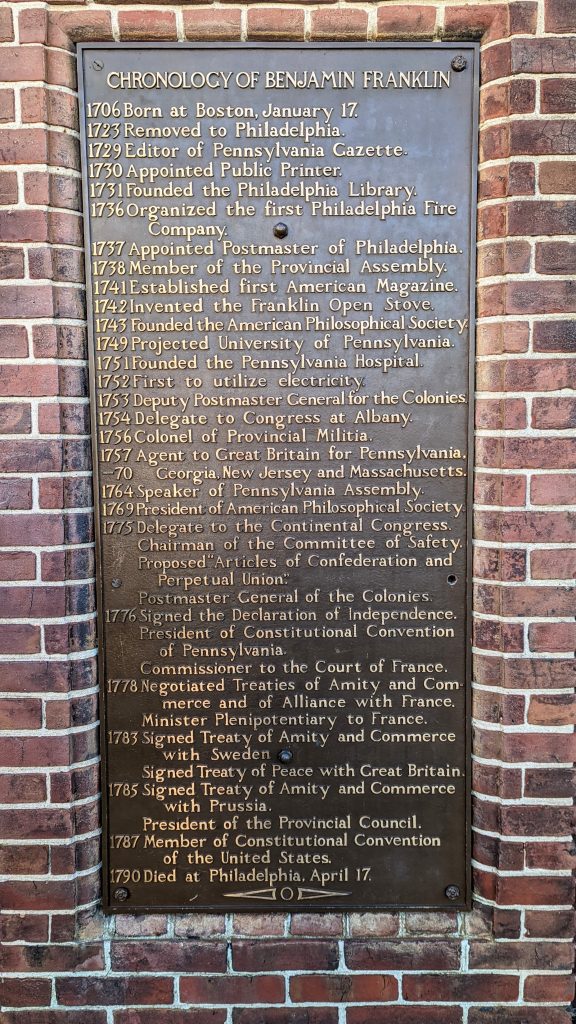 CHRONOLOGY OF BENJAMIN FRANKLIN
1706 Born at Boston, January 17.
1723 Removed to Philadelphia.
1729 Editor of Pennsylvania Gazette.
1730 Appointed Public Printer.
1731 Founded the Philadelphia Library.
1736 Organized the first Philadelphia Fire
Company.
1737 Appointed Postmaster of Philadelphia.
1738 Member of the Provincial Assembly.
1741 Established first American Magazine.
1742 Invented the Franklin Open Stove.
1743 Founded the American Philosophical Society.
1749 Projected University of Pennsylvania.
1751 Founded the Pennsylvania Hospital.
1752 First to utilize electricity.
1753 Deputy Postmaster General for the Colonies.
1754 Delegate to Congress at Albany.
1756 Colonel of Provincial Militia.
1757 Agent to Great Britain for Pennsylvania,
-70 Georgia, New Jersey and Massachusetts.
1764 Speaker of Pennsylvania Assembly.
1769 President of American Philosophical Society.
1775 Delegate to the Continental Congress.
Chairman of the Committee of Safety.
Proposed "Articles of Confederation and
Perpetual Union".
Postmaster General of the Colonies.
1776 Signed the Declaration of Independence.
President of Constitutional Convention
of Pennsylvania.
Commissioner to the Court of France.
1778 Negotiated Treaties of Amity and Com-
merce and of Alliance with France.
Minister Plenipotentiary to France.
1783 Signed Treaty of Amity and Commerce
with Sweden
Signed Treaty of Peace with Great Britain.
1785 Signed Treaty of Amity and Commerce
with Prussia.
President of the Provincial Council.
1787 Member of Constitutional Convention
of the United States.
1790 Died at Philadelphia, April 17.